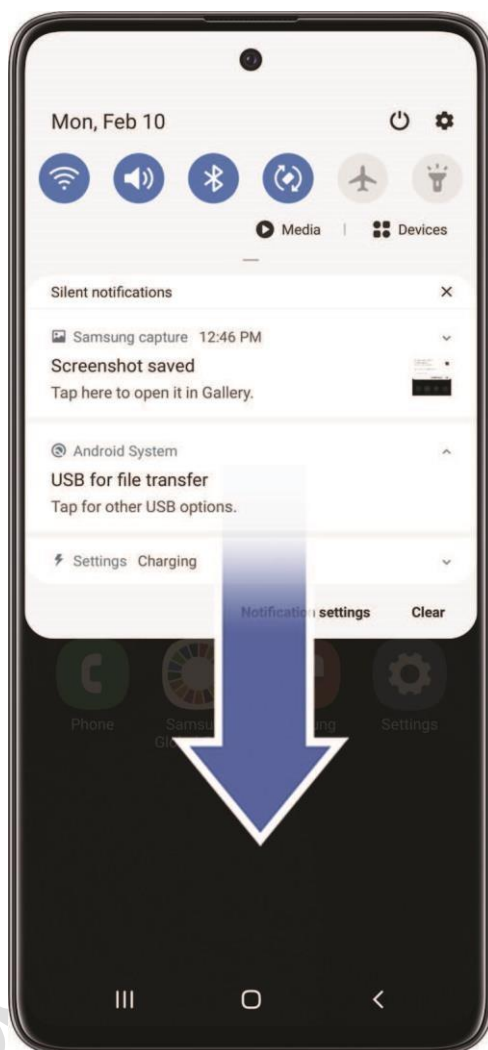 Mon, Feb 10
Media | Devices
Silent notifications
Samsung capture 12:46 PM
Screenshot saved
Tap here to open it in Gallery.
Android System
USB for file transfer
Tap for other USB options.
Settings Charging
Notification settings Clear
Phone Settings